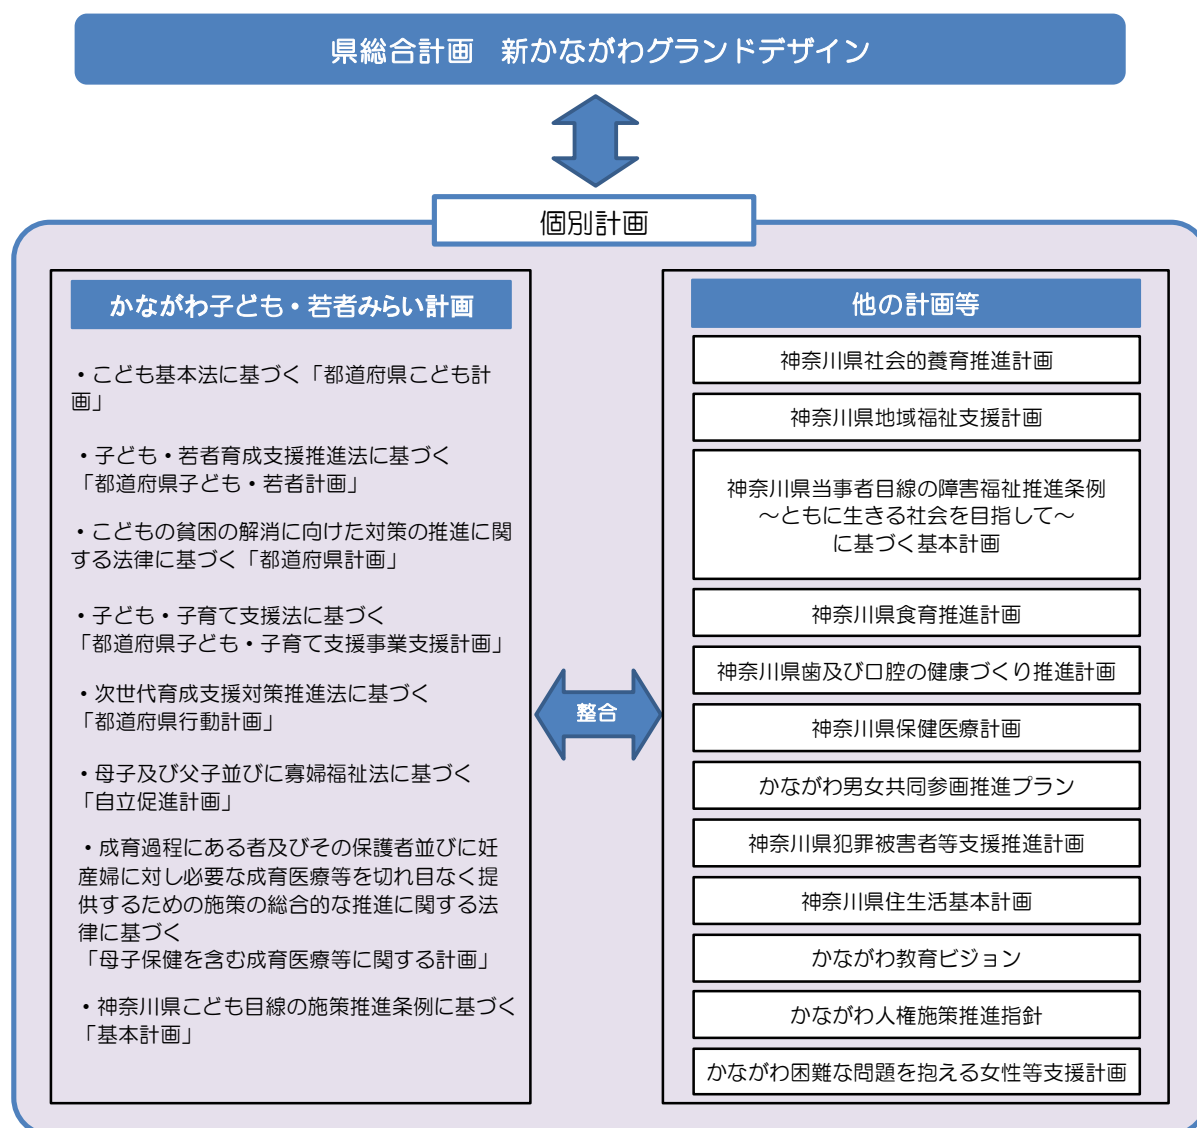 県総合計画　新かながわグランドデザイン
個別計画
かながわ子ども・若者みらい計画
・こども基本法に基づく「都道府県こども計
画」
・子ども・若者育成支援推進法に基づく
「都道府県子ども・若者計画」
・こどもの貧困の解消に向けた対策の推進に関
する法律に基づく「都道府県計画」
・子ども・子育て支援法に基づく
「都道府県子ども・子育て支援事業支援計画」
・次世代育成支援対策推進法に基づく
「都道府県行動計画」
・母子及び父子並びに寡婦福祉法に基づく
「自立促進計画」
・成育過程にある者及びその保護者並びに妊
産婦に対し必要な成育医療等を切れ目なく提
供するための施策の総合的な推進に関する法
律に基づく
「母子保健を含む成育医療等に関する計画」
・神奈川県こども目線の施策推進条例に基づく
「基本計画」
整合
他の計画等
神奈川県社会的養育推進計画
神奈川県地域福祉支援計画
神奈川県当事者目線の障害福祉推進条例
～ともに生きる社会を目指して～
に基づく基本計画
神奈川県食育推進計画
神奈川県歯及び口腔の健康づくり推進計画
神奈川県保健医療計画
かながわ男女共同参画推進プラン
神奈川県犯罪被害者等支援推進計画
神奈川県住生活基本計画
かながわ教育ビジョン
かながわ人権施策推進指針
かながわ困難な問題を抱える女性等支援計画